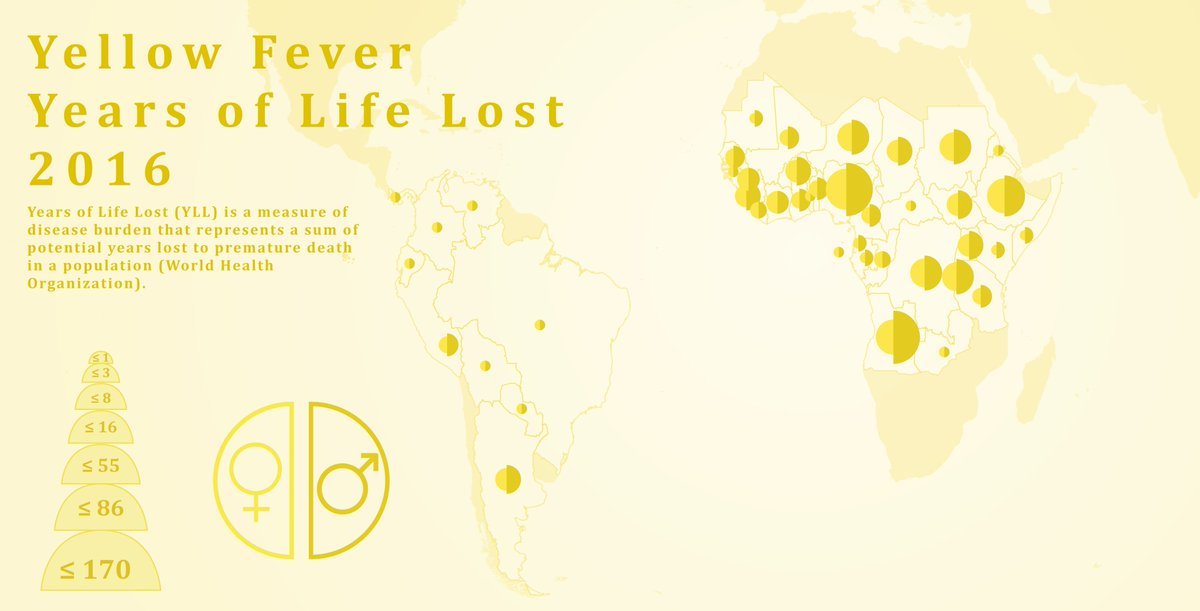 Yellow Fever
Years of Life Lost
2016
Years of Life Lost (YLL) is a measure of
disease burden that represents a sum of
potential years lost to premature death
in a population (World Health
Organization).
≤ 1
≤ 3
≤ 8
≤ 16
≤ 55
≤ 86
≤ 170